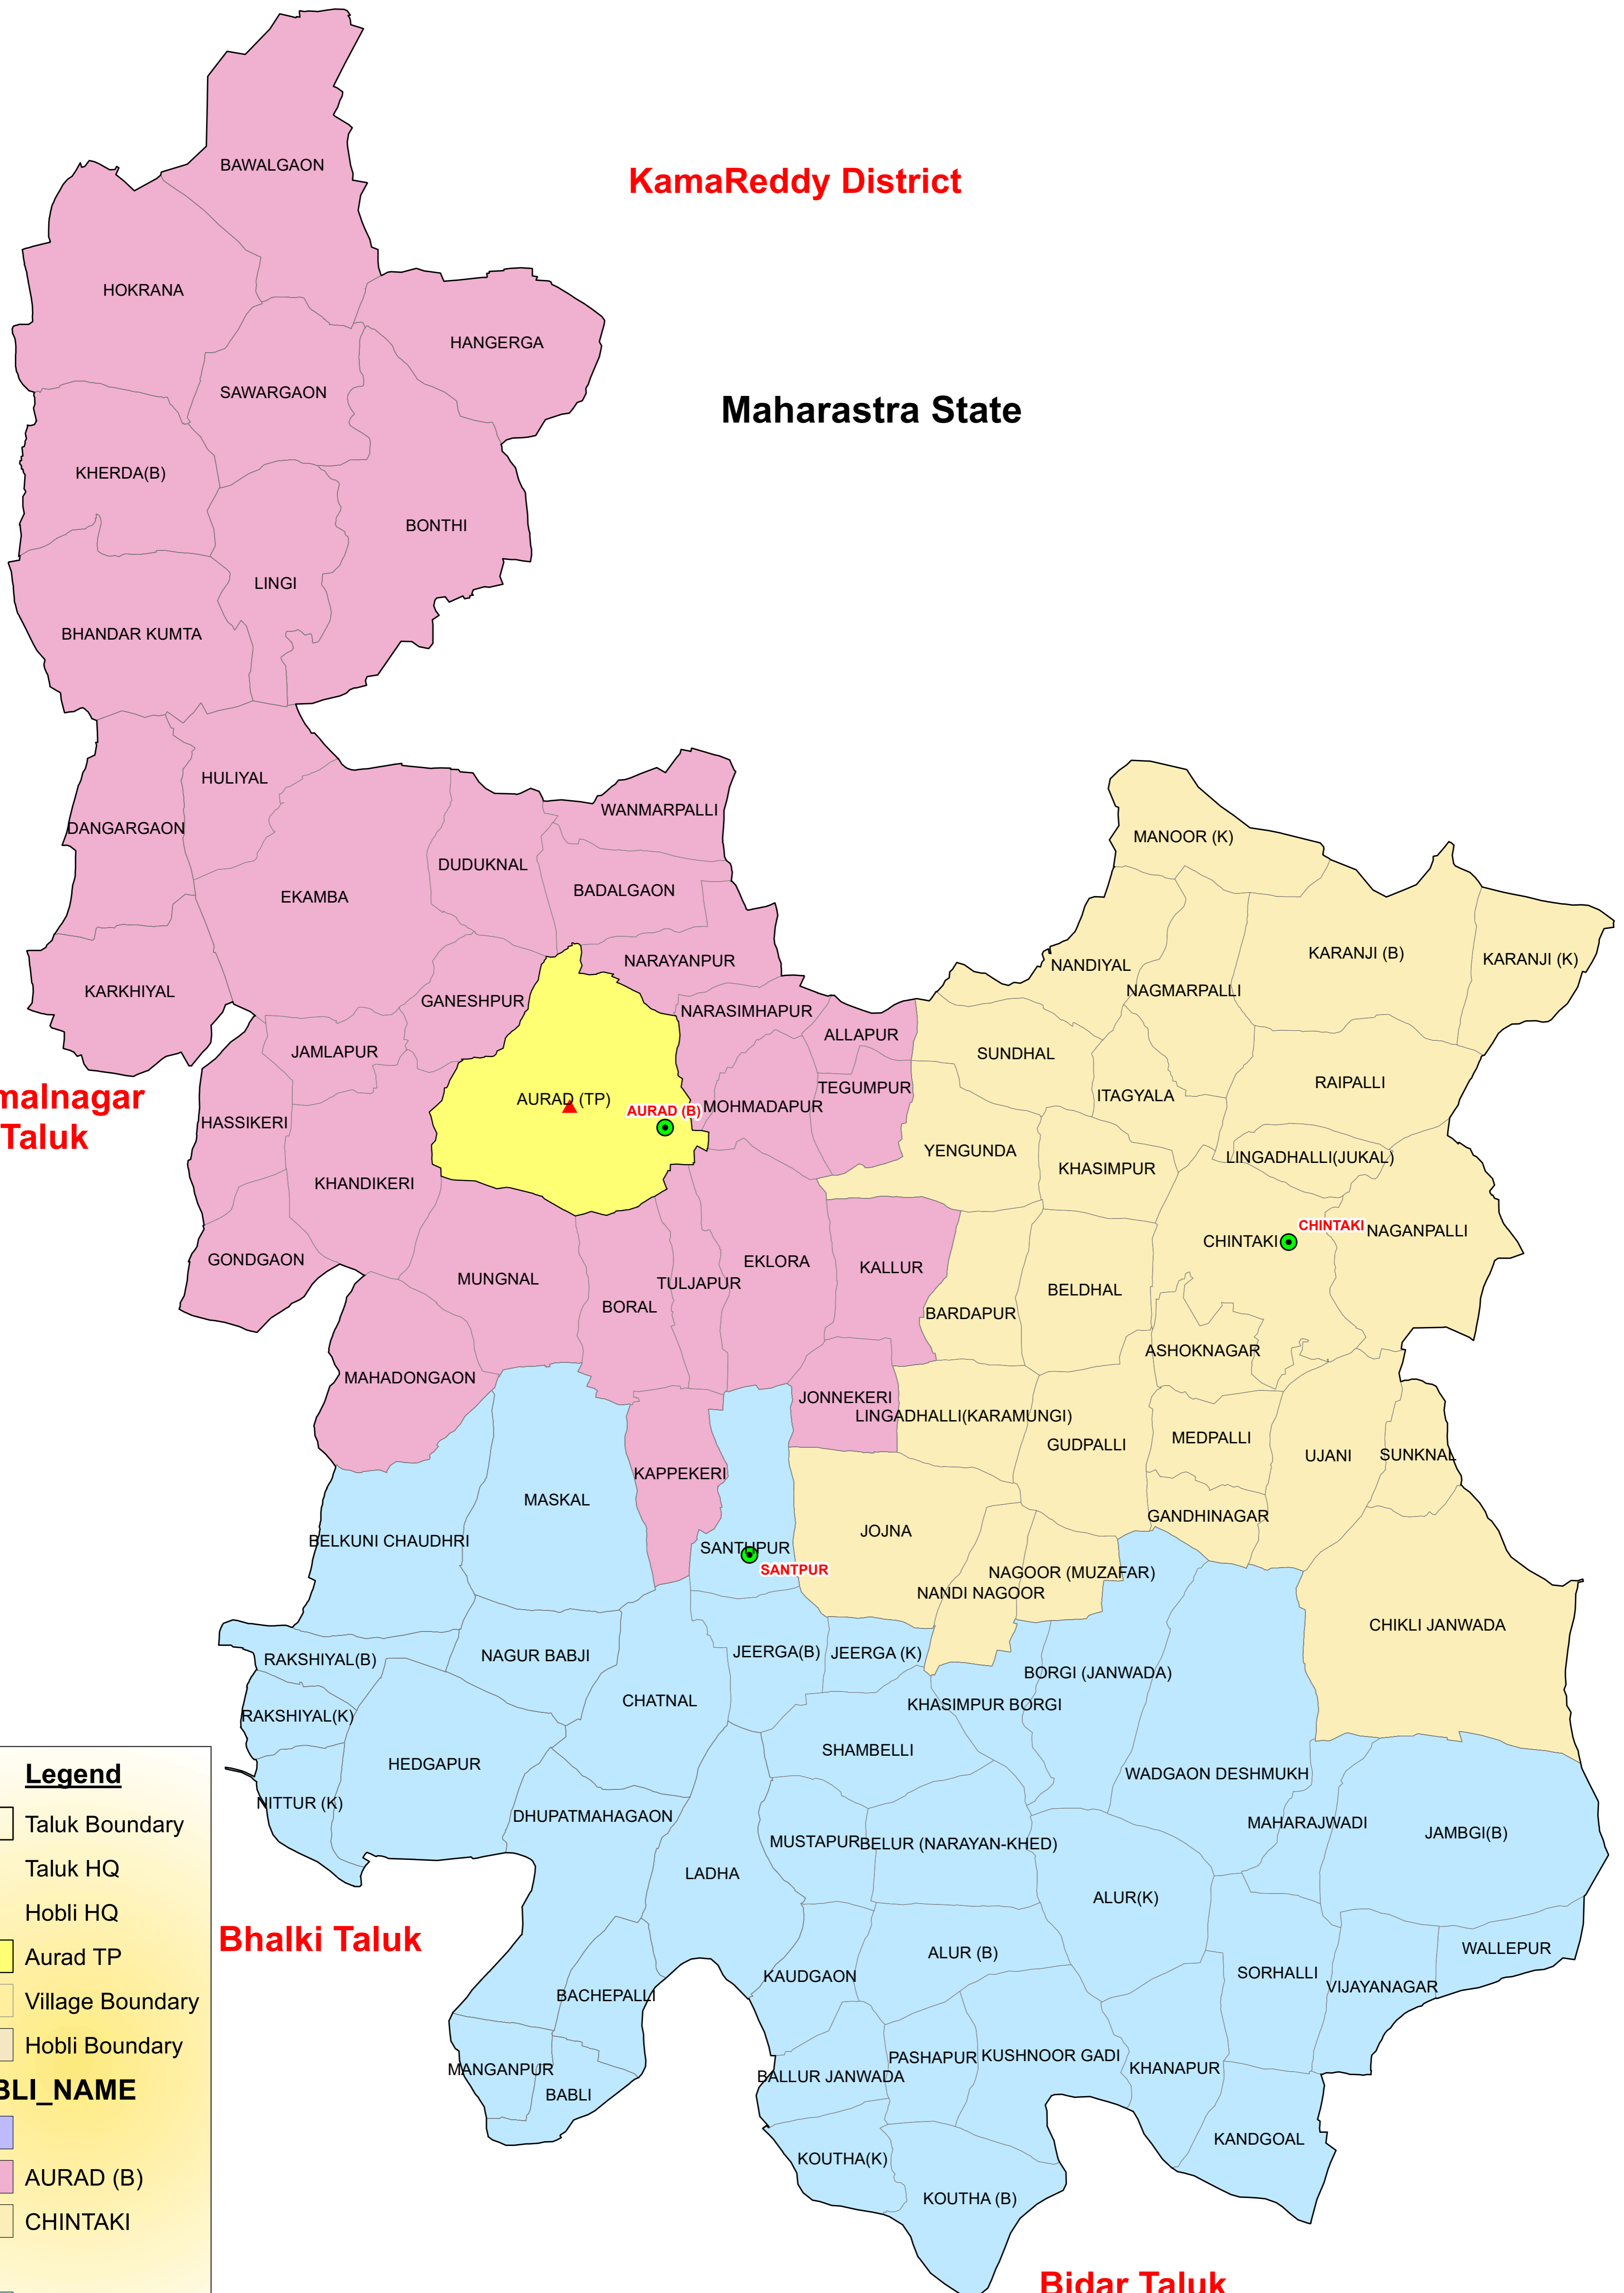 BAWALGAON
KamaReddy District
HOKRANA
HANGERGA
SAWARGAON
Maharastra State
KHERDA(B)
BONTHI
LINGI
BHANDAR KUMTA
HULIYAL
DANGARGAON
WANMARPALLI
MANOOR (K)
DUDUKNAL
BADALGAON
EKAMBA
KARANJI (B)
KARANJI (K)
NARAYANPUR
NANDIYAL
KARKHIYAL
NAGMARPALLI
GANESHPUR
NARASIMHAPUR
ALLAPUR
JAMLAPUR
SUNDHAL
RAIPALLI
TEGUMPUR
ITAGYALA
malnagar
Taluk
AURAD (TP)
AURAD (B)
MOHMADAPUR
HASSIKERI
YENGUNDA
LINGADHALLI(JUKAL)
KHASIMPUR
KHANDIKERI
CHINTAKI
CHINTAKI
NAGANPALLI
GONDGAON
EKLORA
KALLUR
MUNGNAL
TULJAPUR
BELDHAL
BORAL
BARDAPUR
ASHOKNAGAR
MAHADONGAON
JONNEKERI
LINGADHALLI(KARAMUNGI)
MEDPALLI
GUDPALLI
UJANI
SUNKNAL
KAPPEKERI
MASKAL
GANDHINAGAR
JOJNA
BELKUNI CHAUDHRI
SANTHPUR
SANTPUR
NAGOOR (MUZAFAR)
NANDI NAGOOR
CHIKLI JANWADA
JEERGA(B)
JEERGA (K)
NAGUR BABJI
RAKSHIYAL(B)
BORGI (JANWADA)
CHATNAL
KHASIMPUR BORGI
RAKSHIYAL(K)
SHAMBELLI
HEDGAPUR
WADGAON DESHMUKH
NITTUR (K)
DHUPATMAHAGAON
MAHARAJWADI
JAMBGI(B)
MUSTAPUR
BELUR (NARAYAN-KHED)
LADHA
ALUR(K)
Bhalki Taluk
ALUR (B)
WALLEPUR
SORHALLI
KAUDGAON
VIJAYANAGAR
BACHEPALLI
PASHAPUR
KUSHNOOR GADI
KHANAPUR
MANGANPUR
BALLUR JANWADA
BABLI
KANDGOAL
KOUTHA(K)
KOUTHA (B)
Bidar Taluk
Legend
Taluk Boundary
Taluk HQ
Hobli HQ
Aurad TP
Village Boundary
Hobli Boundary
BLI_NAME
AURAD (B)
CHINTAKI